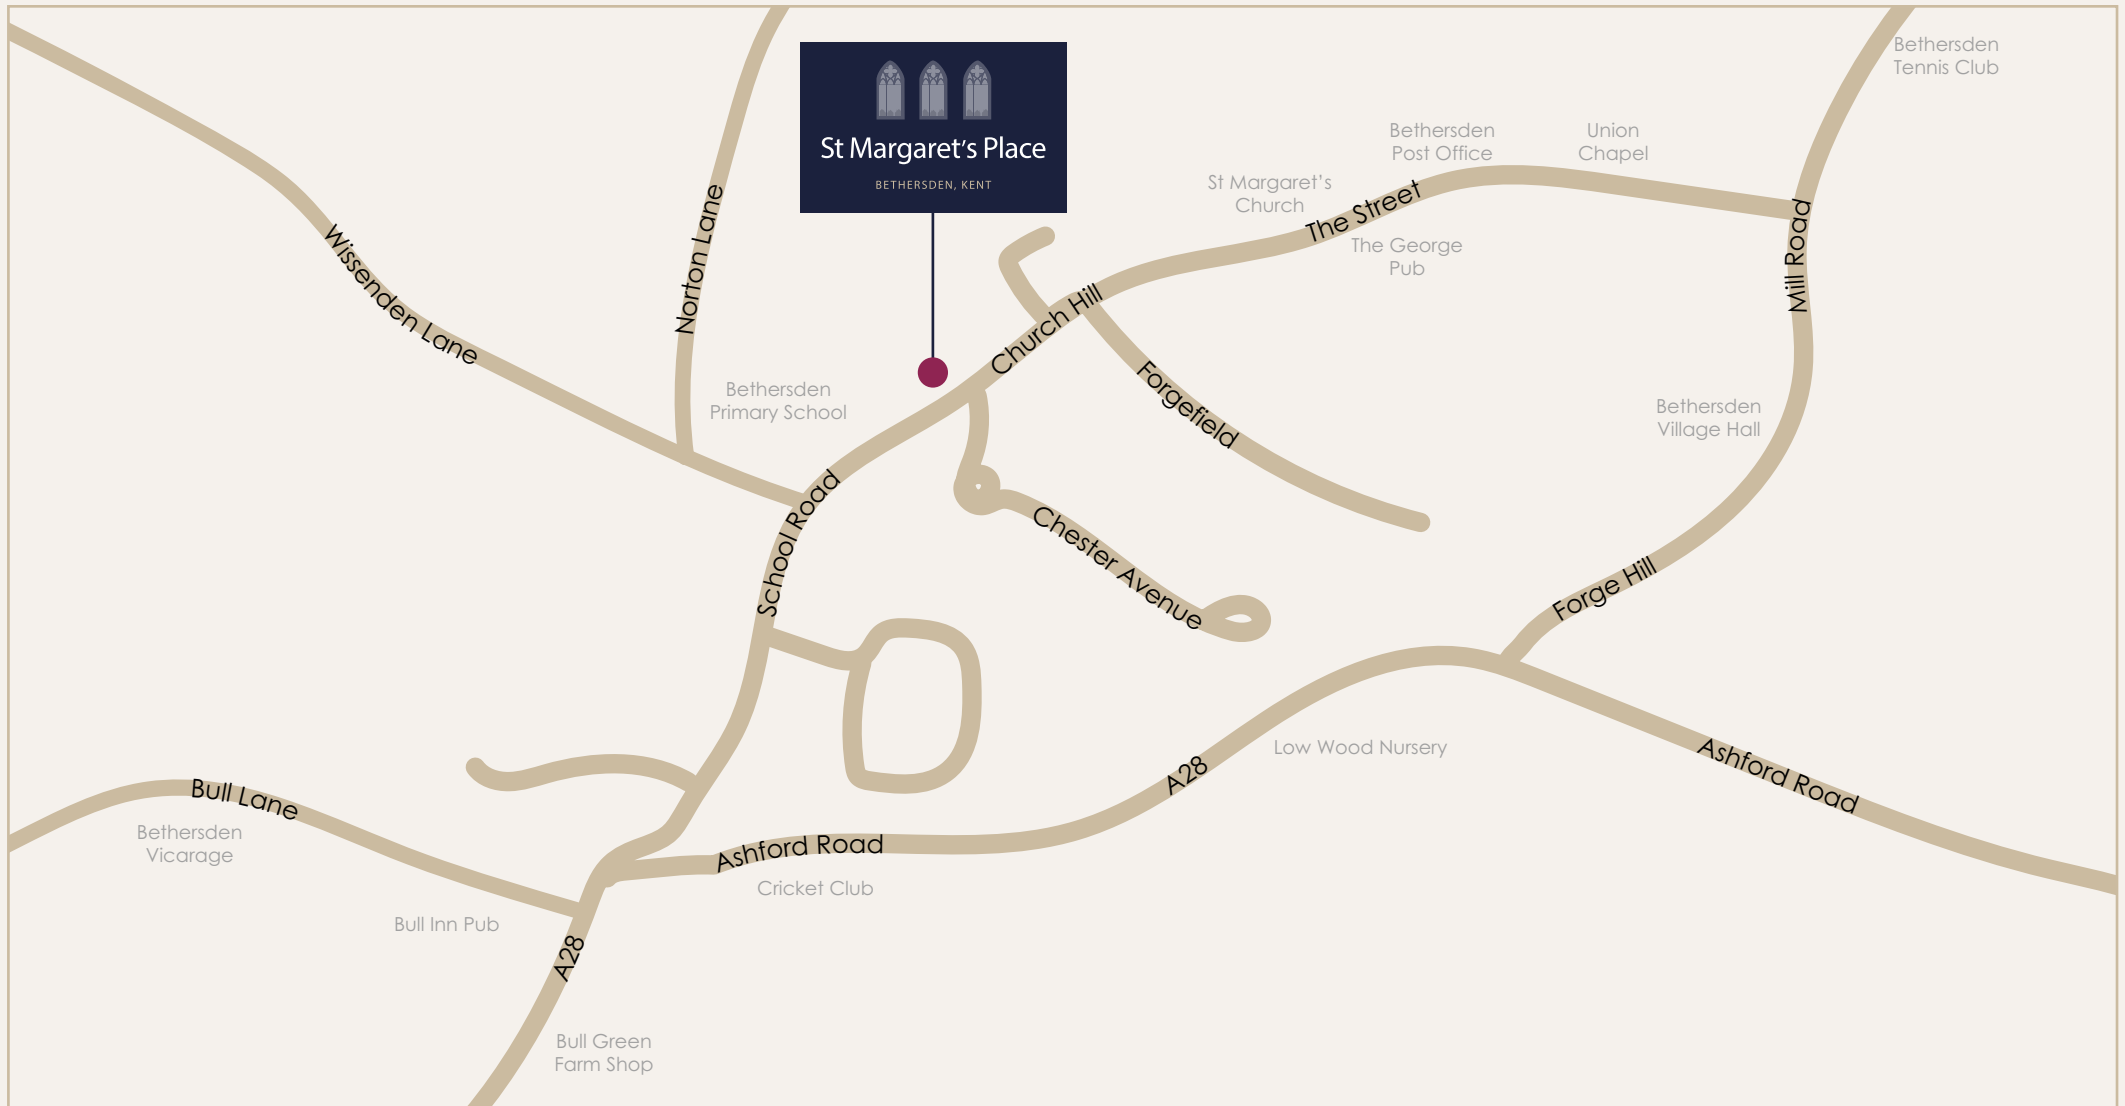 Bethersden
Tennis Club
St Margaret’s Place
BETHERSDEN, KENT
Bethersden
Post Office
Union
Chapel
St Margaret’s
Church
The Street
The George
Pub
Mill Road
Norton Lane
Wissenden Lane
Church Hill
Bethersden
Primary School
Forgefield
Bethersden
Village Hall
School Road
Chester Avenue
Forge Hill
Low Wood Nursery
A28
Ashford Road
Bull Lane
Bethersden
Vicarage
Ashford Road
Cricket Club
Bull Inn Pub
A28
Bull Green
Farm Shop